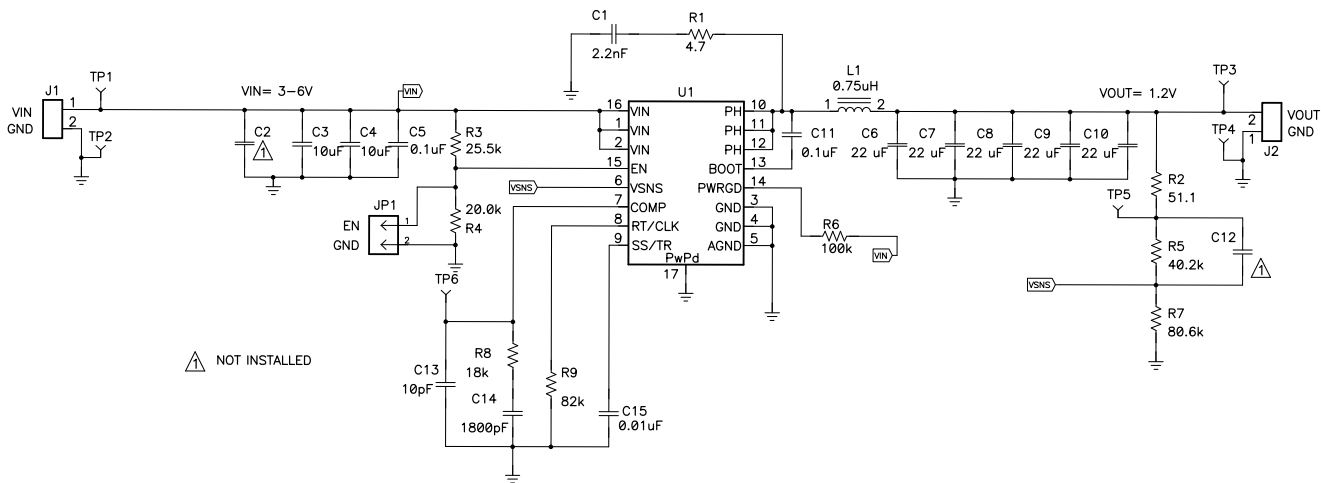 C1
2.2nF
R1
4.7
J1
VIN 1
GND 2
TP1
TP2
VIN= 3-6V
VIN
C2
1
C3
10uF
C4
10uF
C5
0.1uF
R3
25.5k
20.0k
R4
JP1
EN 1
GND 2
VSNS
U1
16 VIN
1 VIN
2 VIN
15 EN
6 VSNS
7 COMP
8 RT/CLK
9 SS/TR
PwPd
17
PH 10
PH 11
PH 12
BOOT 13
PWRGD 14
GND 3
GND 4
AGND 5
C11
0.1uF
R6
100k
VIN
L1
0.75uH
1 2
C6
22 uF
C7
22 uF
C8
22 uF
C9
22 uF
C10
22 uF
VOUT= 1.2V
TP3
TP4
2 VOUT
1 GND
J2
R2
51.1
TP5
R5
40.2k
C12
1
VSNS
R7
80.6k
TP6
C13
10pF
R8
18k
C14
1800pF
R9
82k
C15
0.01uF
1 NOT INSTALLED